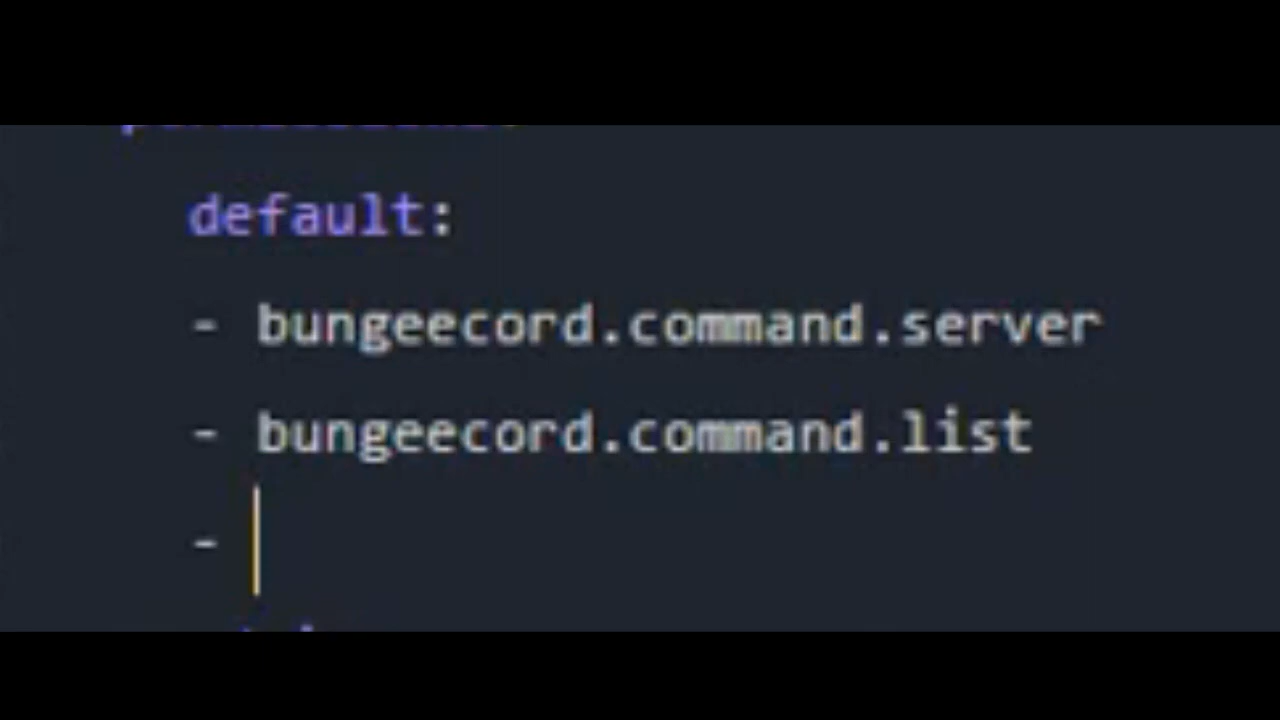 default:
- bungeecord.command.server
- bungeecord.command.list
-